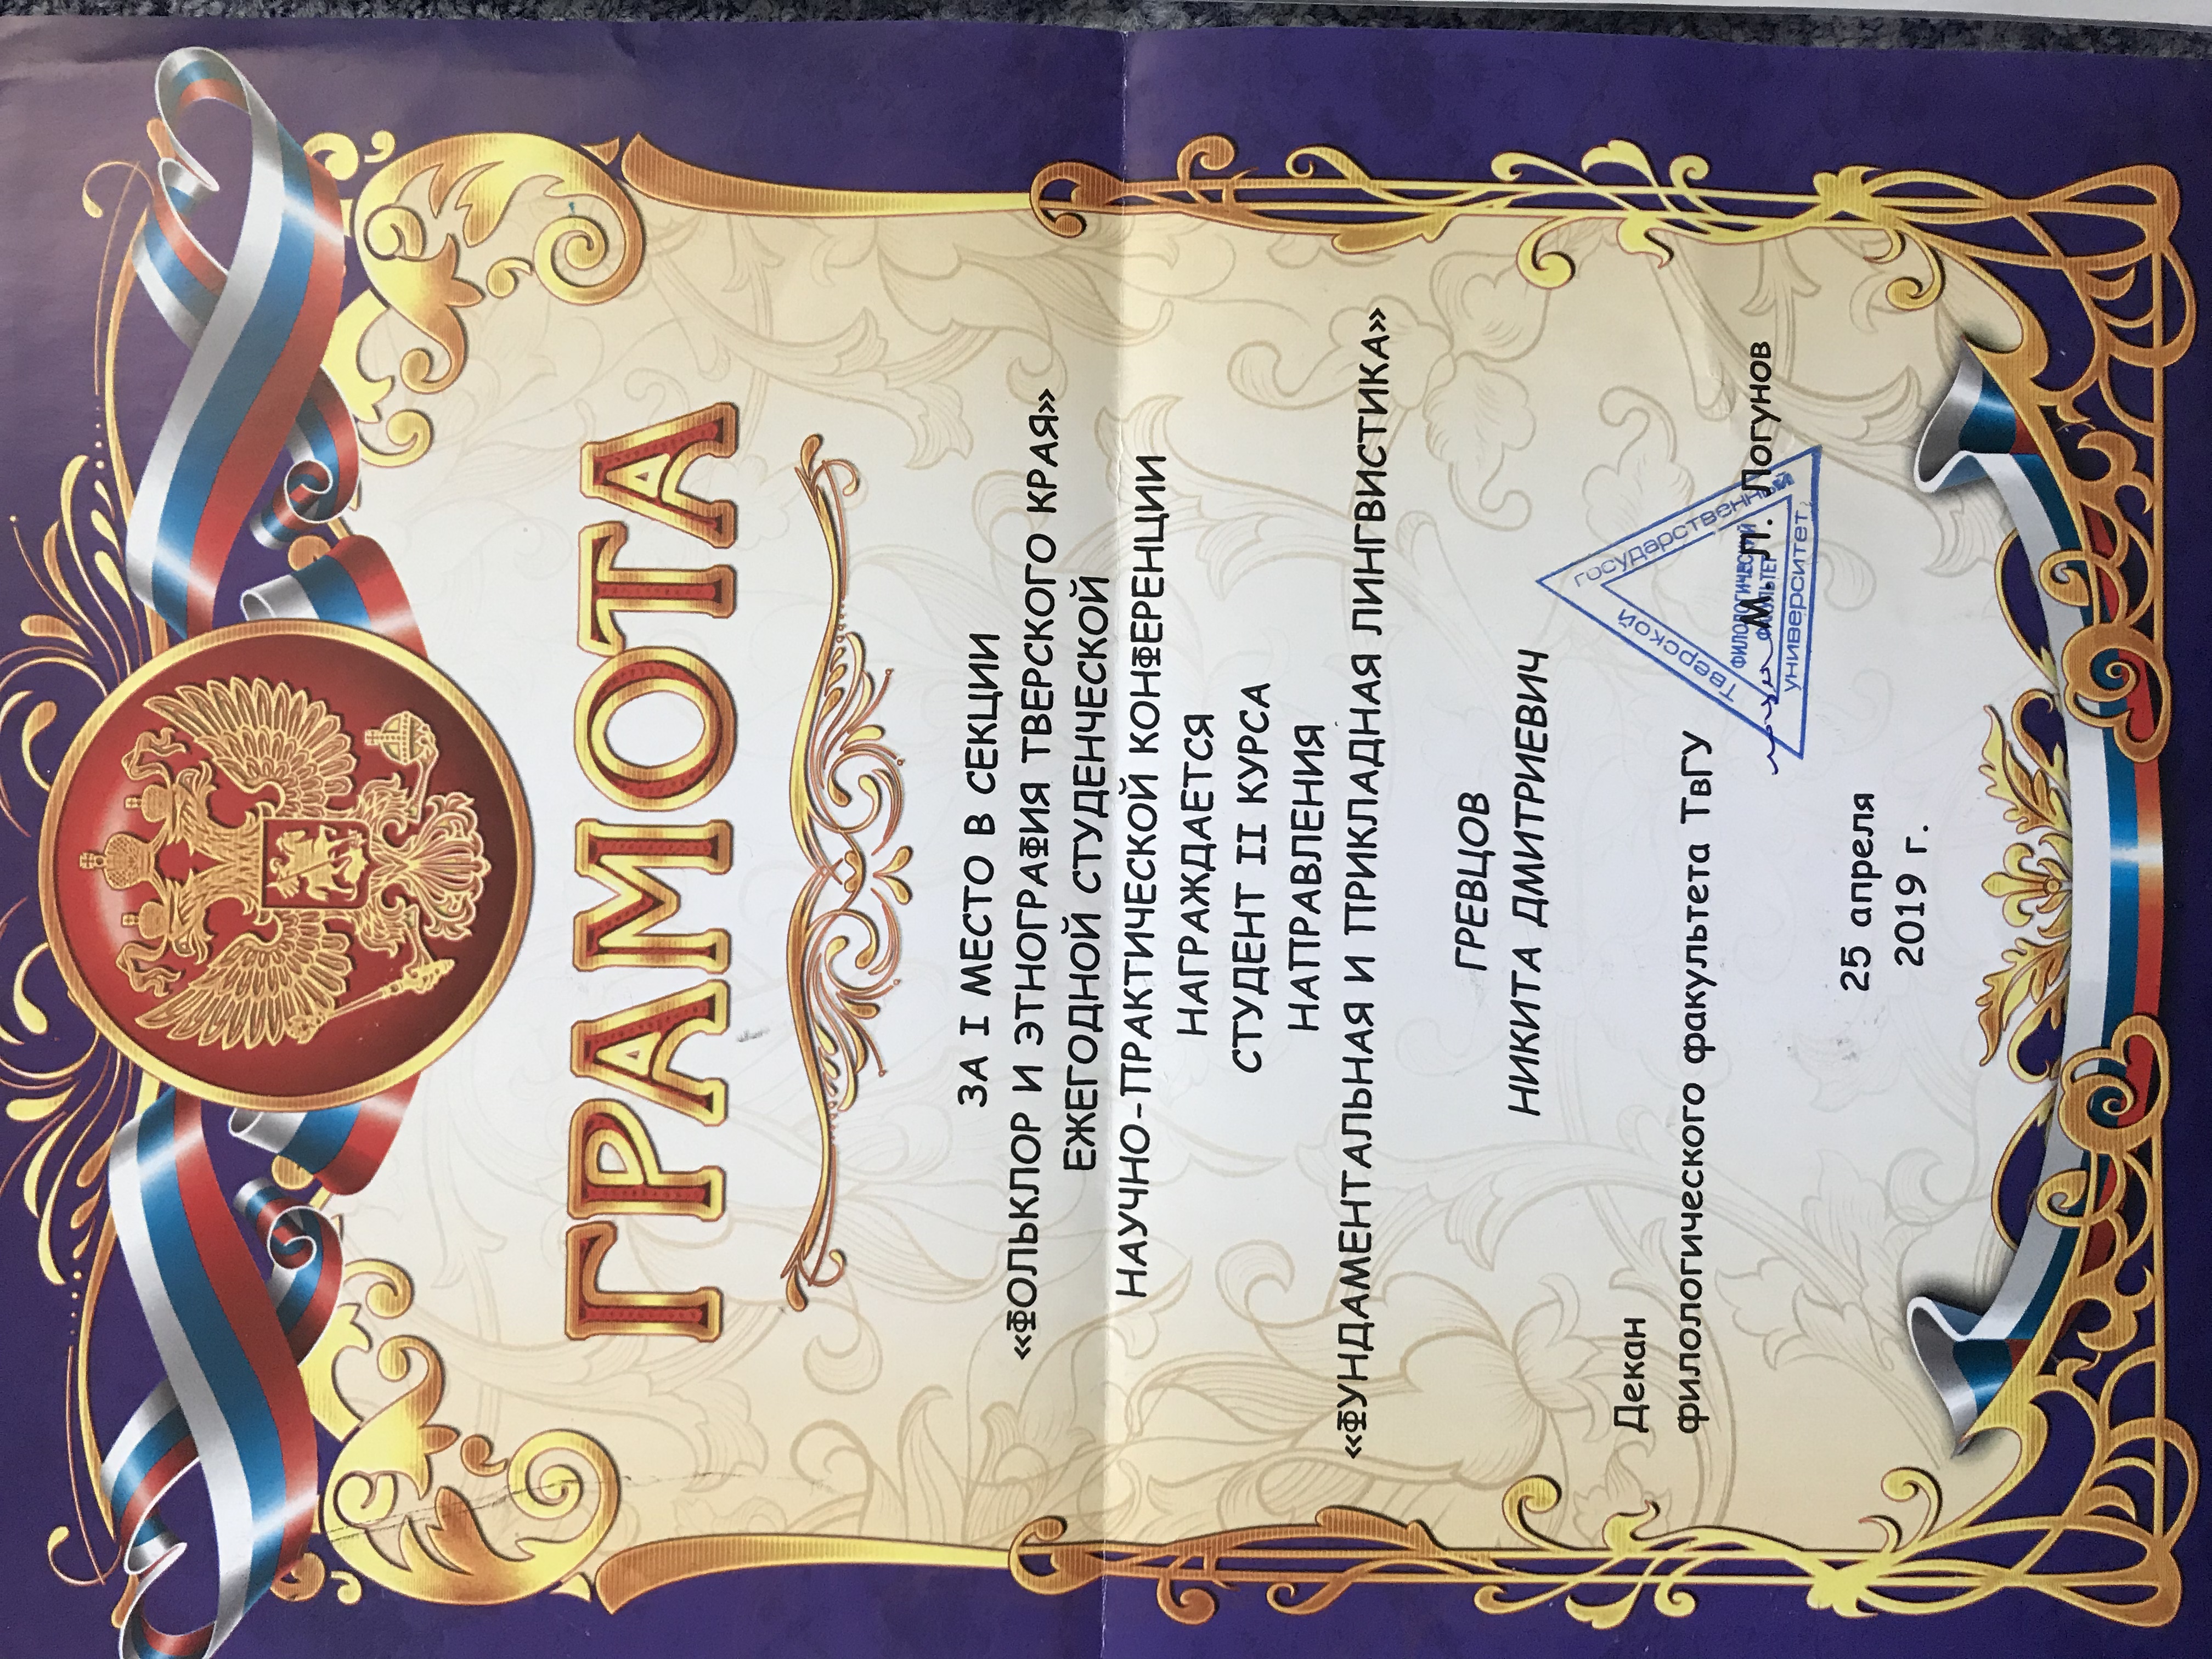 ГРАМОТА
ЗА I МЕСТО В СЕКЦИИ
«ФОЛЬКЛОР И ЭТНОГРАФИЯ ТВЕРСКОГО КРАЯ»
ЕЖЕГОДНОЙ СТУДЕНЧЕСКОЙ
НАУЧНО-ПРАКТИЧЕСКОЙ КОНФЕРЕНЦИИ
НАГРАЖДАЕТСЯ
СТУДЕНТ II КУРСА
НАПРАВЛЕНИЯ
«ФУНДАМЕНТАЛЬНАЯ И ПРИКЛАДНАЯ ЛИНГВИСТИКА»
ГРЕВЦОВ
НИКИТА ДМИТРИЕВИЧ
Декан
филологического факультета ТвГУ
М.Л. Логунов
Тверской
государственный
университет
ФИЛОЛОГИЧЕСКИЙ
ФАКУЛЬТЕТ
25 апреля
2019 г.